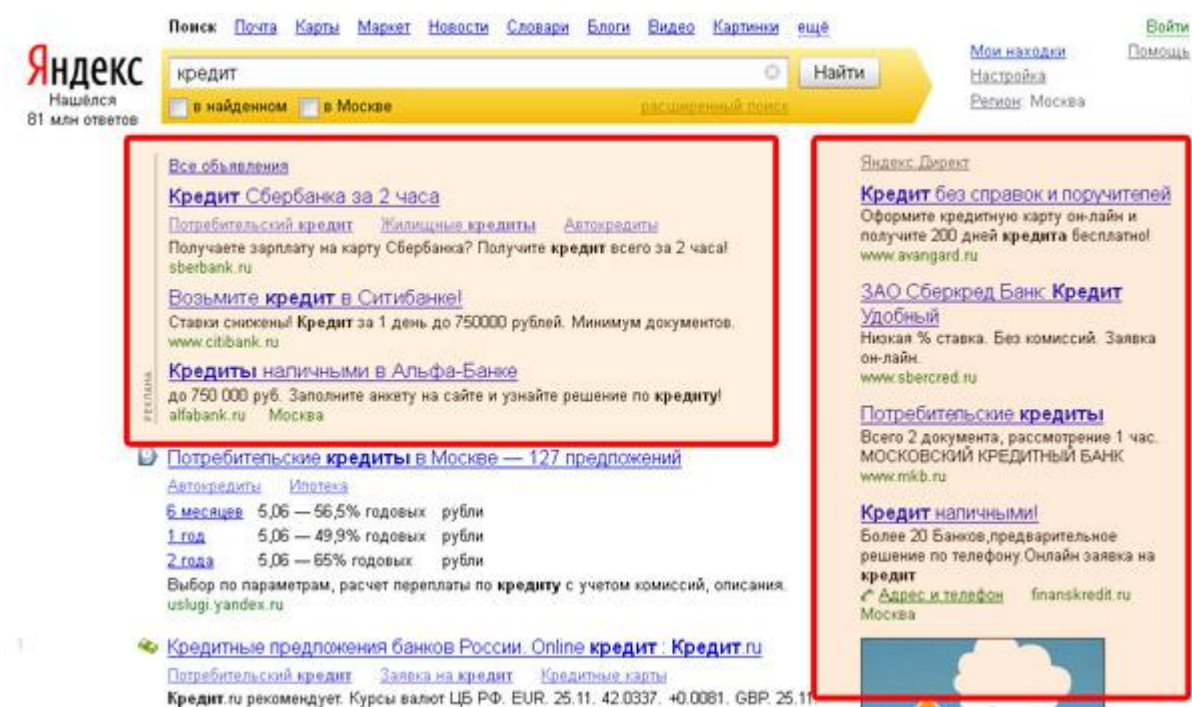 Поиск Почта Карты Маркет Новости Словари Блоги Видео Картинки ещё
Войти
Мои находки Помощь
Настройка
Регион: Москва
Яндекс
Нашёлся
81 млн ответов
кредит
Найти
в найденном в Москве расширенный поиск
Все объявления
Кредит Сбербанка за 2 часа
Потребительский кредит Жилищные кредиты Автокредиты
Получаете зарплату на карту Сбербанка? Получите кредит всего за 2 часа!
sberbank.ru
Возьмите кредит в Ситибанке!
Ставки снижены! Кредит за 1 день до 750000 рублей. Минимум документов.
www.citibank.ru
Кредиты наличными в Альфа-Банке
до 750 000 руб. Заполните анкету на сайте и узнайте решение по кредиту!
alfabank.ru Москва
РЕКЛАМА
Потребительские кредиты в Москве — 127 предложений
Автокредиты Ипотека
6 месяцев 5,06 — 56,5% годовых рубли
1 год 5,06 — 49,9% годовых рубли
2 года 5,06 — 65% годовых рубли
Выбор по параметрам, расчет переплаты по кредиту с учетом комиссий, описания.
uslugi.yandex.ru
1.
Кредитные предложения банков России. Online кредит : Кредит.ru
Потребительский кредит Заявка на кредит Кредитные карты
Кредит.ru рекомендует. Курсы валют ЦБ РФ. EUR. 25.11. 42.0337. +0.0081. GBP. 25.11.
Яндекс.Директ
Кредит без справок и поручителей
Оформите кредитную карту он-лайн и
получите 200 дней кредита бесплатно!
www.avangard.ru
ЗАО Сберкред Банк: Кредит
Удобный
Низкая % ставка. Без комиссий. Заявка
он-лайн.
www.sbercred.ru
Потребительские кредиты
Всего 2 документа, рассмотрение 1 час.
МОСКОВСКИЙ КРЕДИТНЫЙ БАНК
www.mkb.ru
Кредит наличными!
Более 20 Банков,предварительное
решение по телефону.Онлайн заявка на
кредит
Адрес и телефон finanskredit.ru
Москва